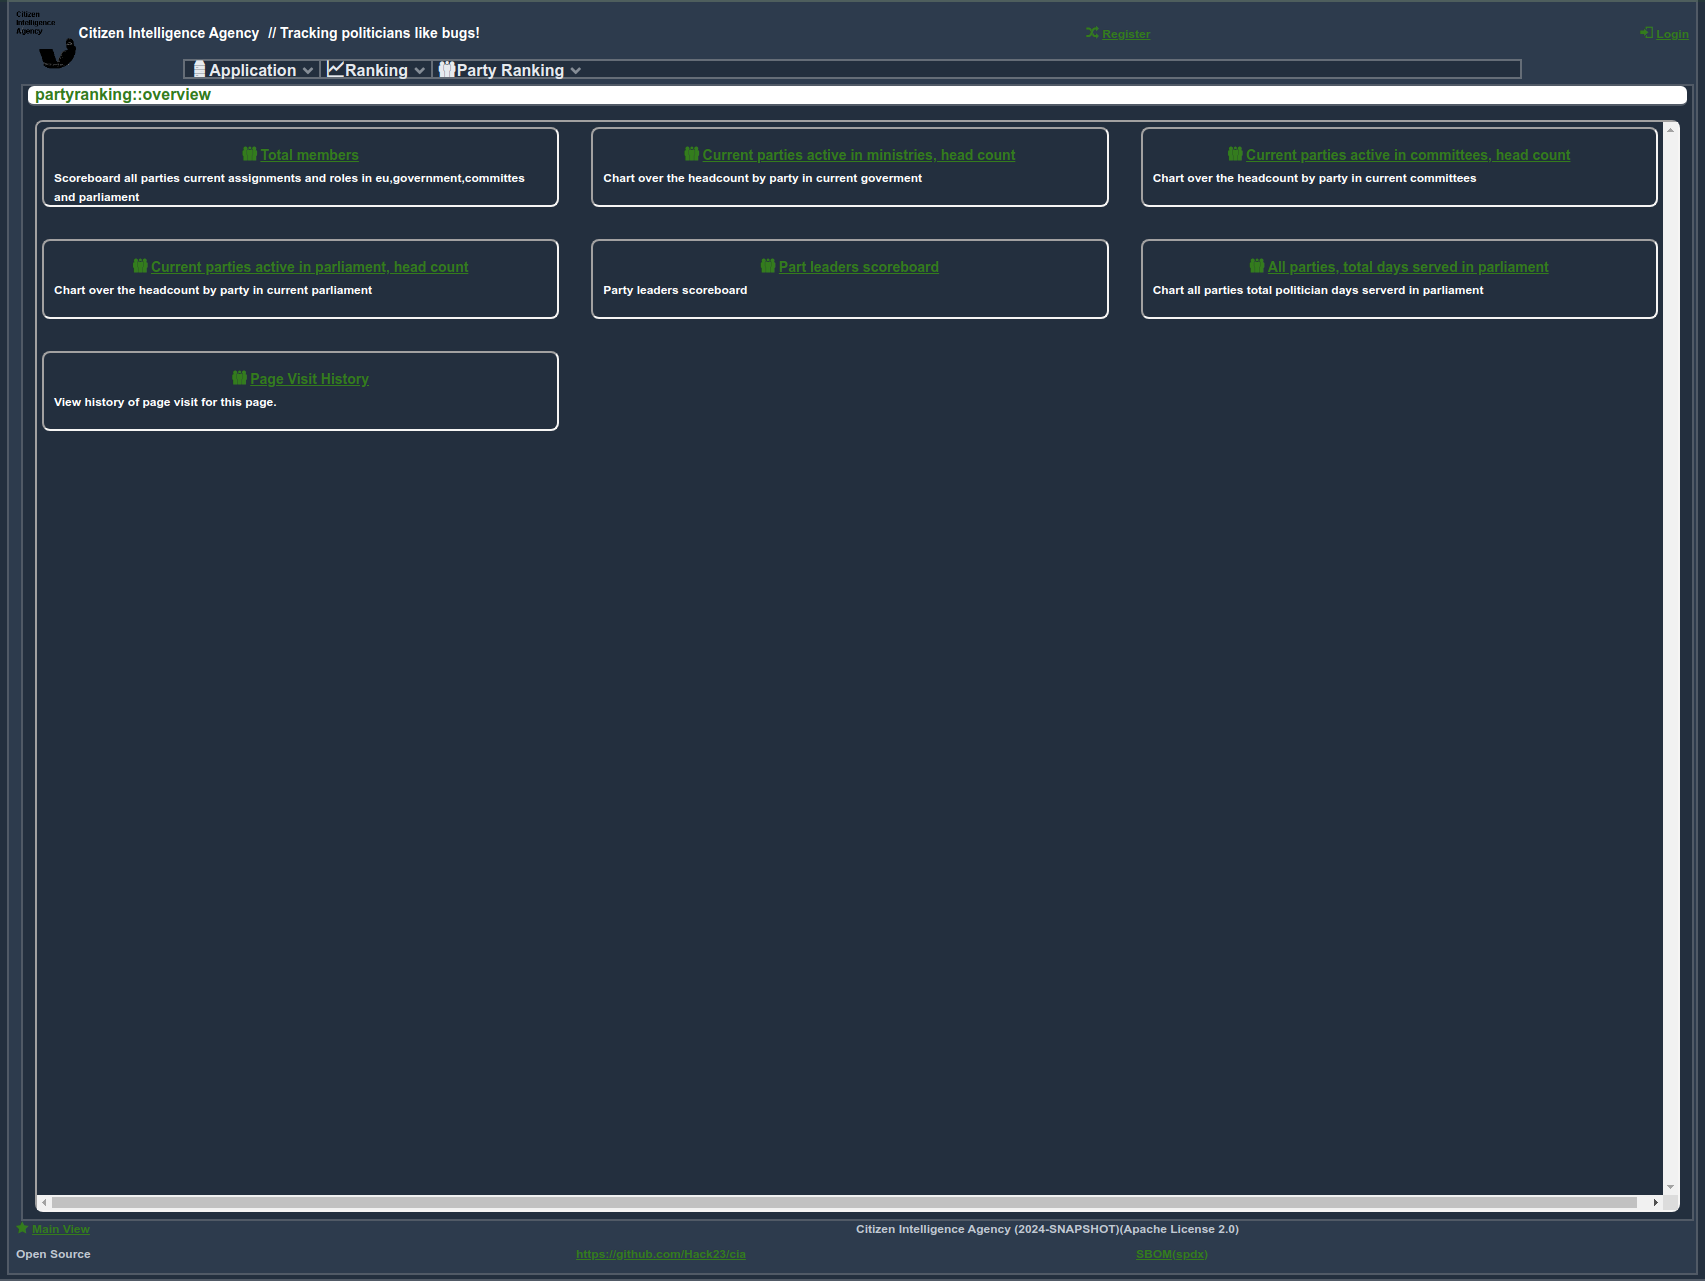 Citizen
Intelligence
Agency
Citizen Intelligence Agency // Tracking politicians like bugs!
Register
Login
Application
Ranking
Party Ranking
partyranking::overview
Total members
Scoreboard all parties current assignments and roles in eu,government,committes
and parliament
Current parties active in ministries, head count
Chart over the headcount by party in current goverment
Current parties active in committees, head count
Chart over the headcount by party in current committees
Current parties active in parliament, head count
Chart over the headcount by party in current parliament
Part leaders scoreboard
Party leaders scoreboard
All parties, total days served in parliament
Chart all parties total politician days serverd in parliament
Page Visit History
View history of page visit for this page.
Main View
Citizen Intelligence Agency (2024-SNAPSHOT)(Apache License 2.0)
Open Source
https://github.com/Hack23/cia
SBOM(spdx)